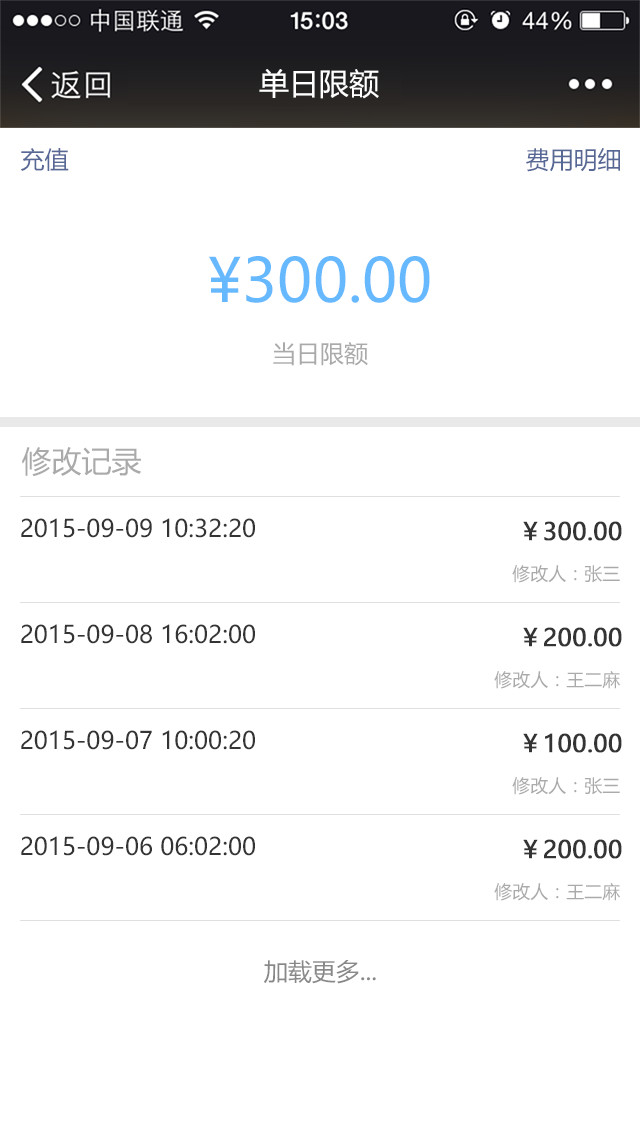 中国联通 15:03 44%
返回 单日限额
充值 费用明细
¥300.00
当日限额
修改记录
2015-09-09 10:32:20 ¥300.00
修改人：张三
2015-09-08 16:02:00 ¥200.00
修改人：王二麻
2015-09-07 10:00:20 ¥100.00
修改人：张三
2015-09-06 06:02:00 ¥200.00
修改人：王二麻
加载更多...